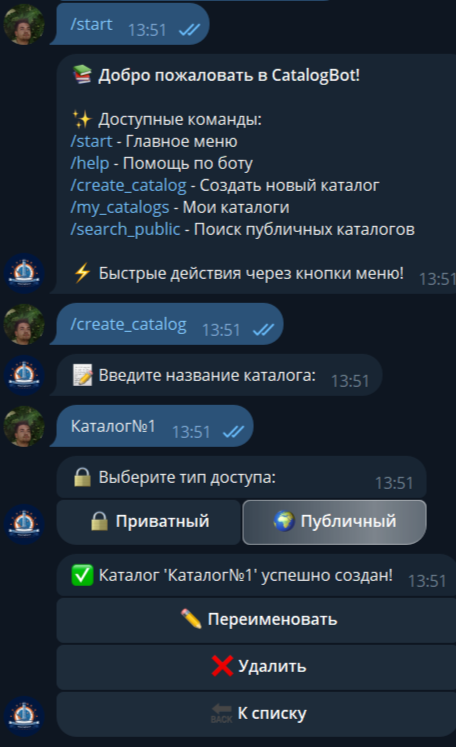 /start 13:51
📚 Добро пожаловать в CatalogBot!
✨ Доступные команды:
/start - Главное меню
/help - Помощь по боту
/create_catalog - Создать новый каталог
/my_catalogs - Мои каталоги
/search_public - Поиск публичных каталогов
⚡ Быстрые действия через кнопки меню! 13:51
/create_catalog 13:51
📝 Введите название каталога: 13:51
Каталог№1 13:51
🔒 Выберите тип доступа: 13:51
🔒 Приватный 🌍 Публичный
✅ Каталог 'Каталог№1' успешно создан! 13:51
✏️ Переименовать
❌ Удалить
🔙 К списку